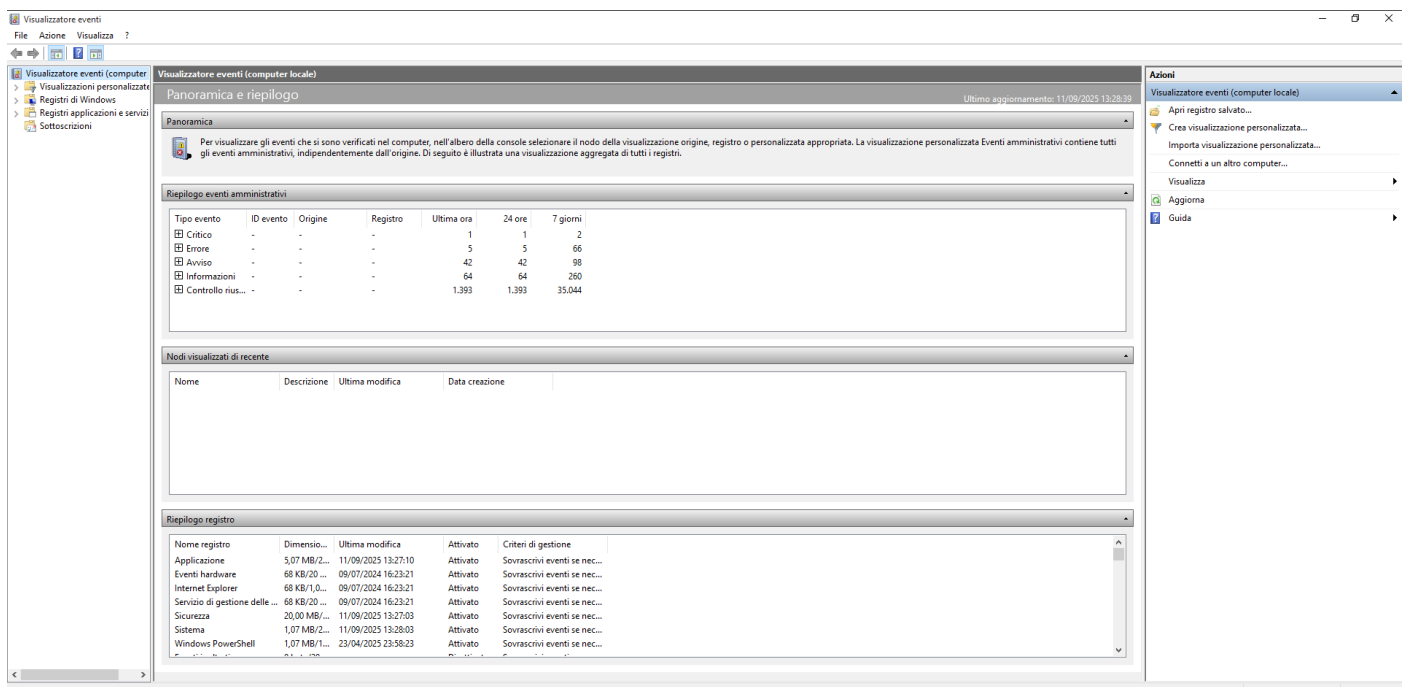 Visualizzatore eventi
File Azione Visualizza ?
Visualizzatore eventi (computer
Visualizzazioni personalizzate
Registri di Windows
Registri applicazioni e servizi
Sottoscrizioni
Visualizzatore eventi (computer locale)
Panoramica e riepilogo
Ultimo aggiornamento: 11/09/2025 13:28:39
Panoramica
Per visualizzare gli eventi che si sono verificati nel computer, nell'albero della console selezionare il nodo della visualizzazione origine, registro o personalizzata appropriata. La visualizzazione personalizzata Eventi amministrativi contiene tutti
gli eventi amministrativi, indipendentemente dall'origine. Di seguito è illustrata una visualizzazione aggregata di tutti i registri.
Riepilogo eventi amministrativi
Tipo evento ID evento Origine Registro Ultima ora 24 ore 7 giorni
Critico - - - 1 1 2
Errore - - - 5 5 66
Avviso - - - 42 42 98
Informazioni - - - 64 64 260
Controllo rius... - - - 1.393 1.393 35.044
Nodi visualizzati di recente
Nome Descrizione Ultima modifica Data creazione
Riepilogo registro
Nome registro Dimensio... Ultima modifica Attivato Criteri di gestione
Applicazione 5,07 MB/2... 11/09/2025 13:27:10 Attivato Sovrascrivi eventi se nec...
Eventi hardware 68 KB/20 ... 09/07/2024 16:23:21 Attivato Sovrascrivi eventi se nec...
Internet Explorer 68 KB/1,0... 09/07/2024 16:23:21 Attivato Sovrascrivi eventi se nec...
Servizio di gestione delle ... 68 KB/20 ... 09/07/2024 16:23:21 Attivato Sovrascrivi eventi se nec...
Sicurezza 20,00 MB/... 11/09/2025 13:27:03 Attivato Sovrascrivi eventi se nec...
Sistema 1,07 MB/2... 11/09/2025 13:28:03 Attivato Sovrascrivi eventi se nec...
Windows PowerShell 1,07 MB/1... 23/04/2025 23:58:23 Attivato Sovrascrivi eventi se nec...
Azioni
Visualizzatore eventi (computer locale)
Apri registro salvato...
Crea visualizzazione personalizzata...
Importa visualizzazione personalizzata...
Connetti a un altro computer...
Visualizza
Aggiorna
Guida